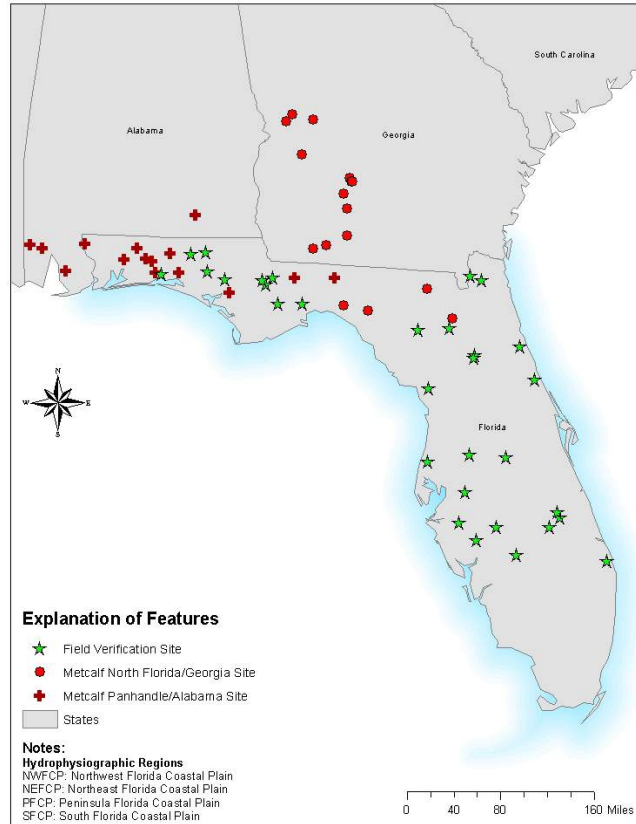 South Carolina
Alabama
Georgia
N
W E
S
Florida
Explanation of Features
Field Verification Site
Metcalf North Florida/Georgia Site
Metcalf Panhandle/Alabama Site
States
Notes:
Hydrophysiographic Regions
NWFCP: Northwest Florida Coastal Plain
NEFCP: Northeast Florida Coastal Plain
PFCP: Peninsula Florida Coastal Plain
SFCP: South Florida Coastal Plain
0 40 80 160 Miles